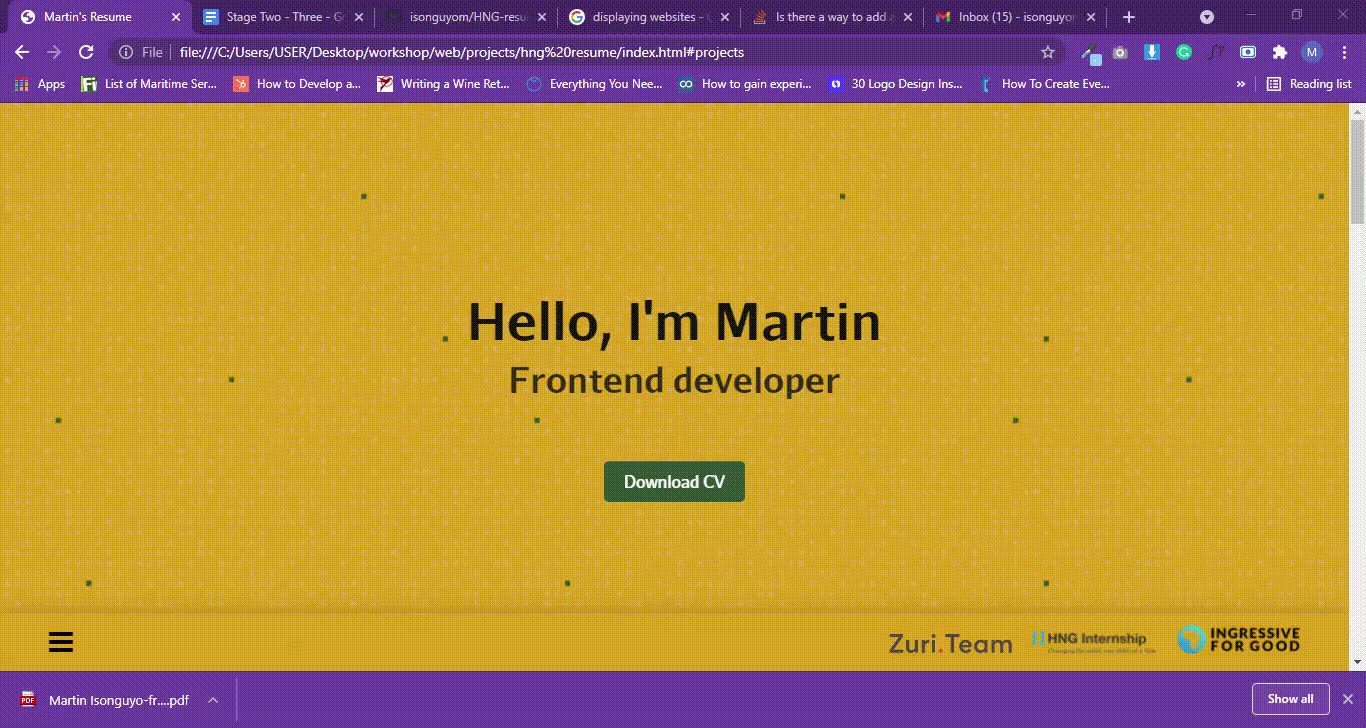 Martin's Resume
Stage Two - Three - G
isonguyom/HNG-resu
displaying websites -
Is there a way to add a
Inbox (15) - isonguyor
File
file:///C:/Users/USER/Desktop/workshop/web/projects/hng%20resume/index.html#projects
M
Apps
List of Maritime Ser...
How to Develop a...
Writing a Wine Ret...
Everything You Nee...
How to gain experi...
30 Logo Design Ins...
How To Create Eve...
»
Reading list
Hello, I'm Martin
Frontend developer
Download CV
Zuri.Team
HNG Internship
INGRESSIVE
FOR GOOD
PDF
Martin Isonguyo-fr....pdf
Show all